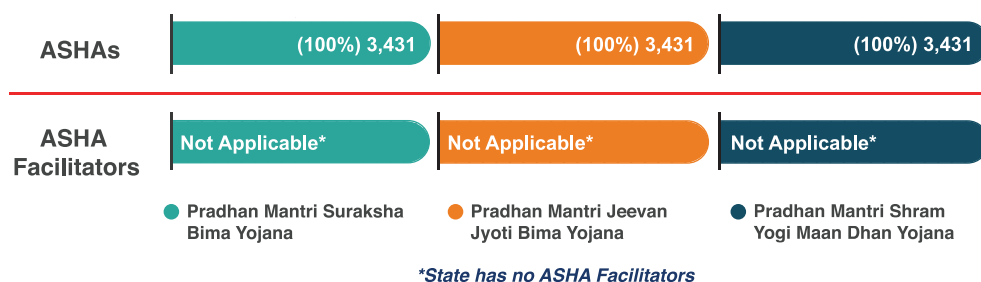 ASHAs
(100%) 3,431
(100%) 3,431
(100%) 3,431
ASHA
Facilitators
Not Applicable*
Not Applicable*
Not Applicable*
Pradhan Mantri Suraksha
Bima Yojana
Pradhan Mantri Jeevan
Jyoti Bima Yojana
Pradhan Mantri Shram
Yogi Maan Dhan Yojana
*State has no ASHA Facilitators